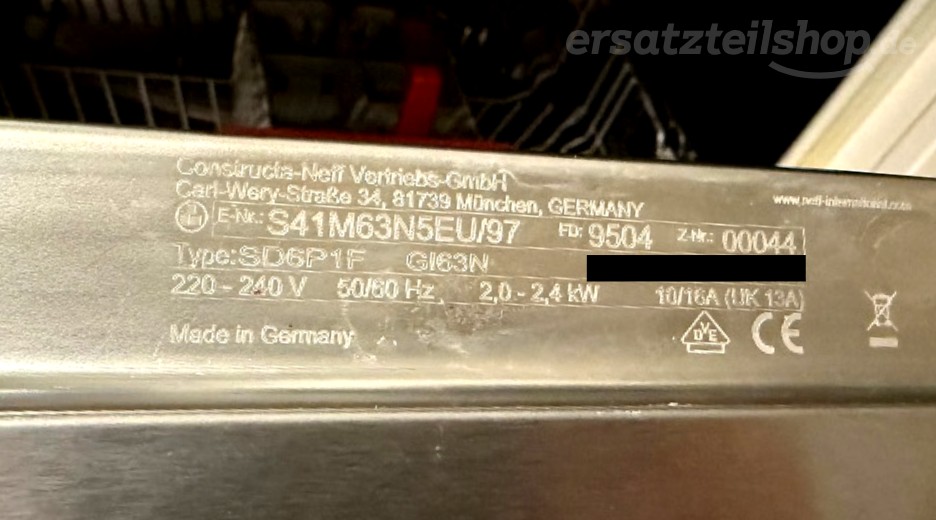 ersatzteilshop.de
Constructa-Neff Vertriebs-GmbH
Carl-Wery-Straße 34, 81739 München, GERMANY
www.neff-international.com
E-Nr.: S41M63N5EU/97 FD: 9504 Z-Nr.: 00044
Type:SD6P1F GI63N
220 - 240 V 50/60 Hz 2,0 - 2,4 kW 10/16A (UK 13A)
Made in Germany
DVE CE